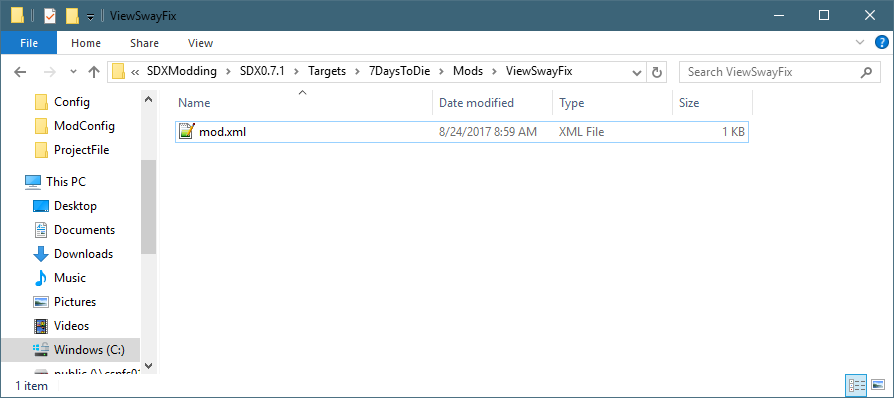 ViewSwayFix
File Home Share View
« SDXModding > SDX0.7.1 > Targets > 7DaysToDie > Mods > ViewSwayFix
Search ViewSwayFix
Config
ModConfig
ProjectFile
This PC
Desktop
Documents
Downloads
Music
Pictures
Videos
Windows (C:)
Name Date modified Type Size
mod.xml 8/24/2017 8:59 AM XML File 1 KB
1 item